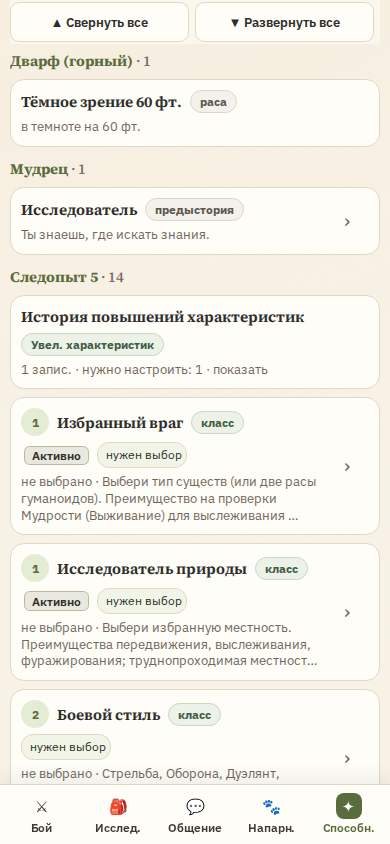 ▲ Свернуть все
▼ Развернуть все
Дварф (горный) · 1
Тёмное зрение 60 фт. раса
в темноте на 60 фт.
Мудрец · 1
Исследователь предыстория
Ты знаешь, где искать знания.
Следопыт 5 · 14
История повышений характеристик
Увел. характеристик
1 запис. · нужно настроить: 1 · показать
1 Избранный враг класс
Активно нужен выбор
не выбрано · Выбери тип существ (или две расы
гуманоидов). Преимущество на проверки
Мудрости (Выживание) для выслеживания ...
1 Исследователь природы класс
Активно нужен выбор
не выбрано · Выбери избранную местность.
Преимущества передвижения, выслеживания,
фуражирования; труднопроходимая местност...
2 Боевой стиль класс
нужен выбор
не выбрано · Стрельба, Оборона, Дуэлянт,
Бой
Исслед.
Общение
Напарн.
Способн.